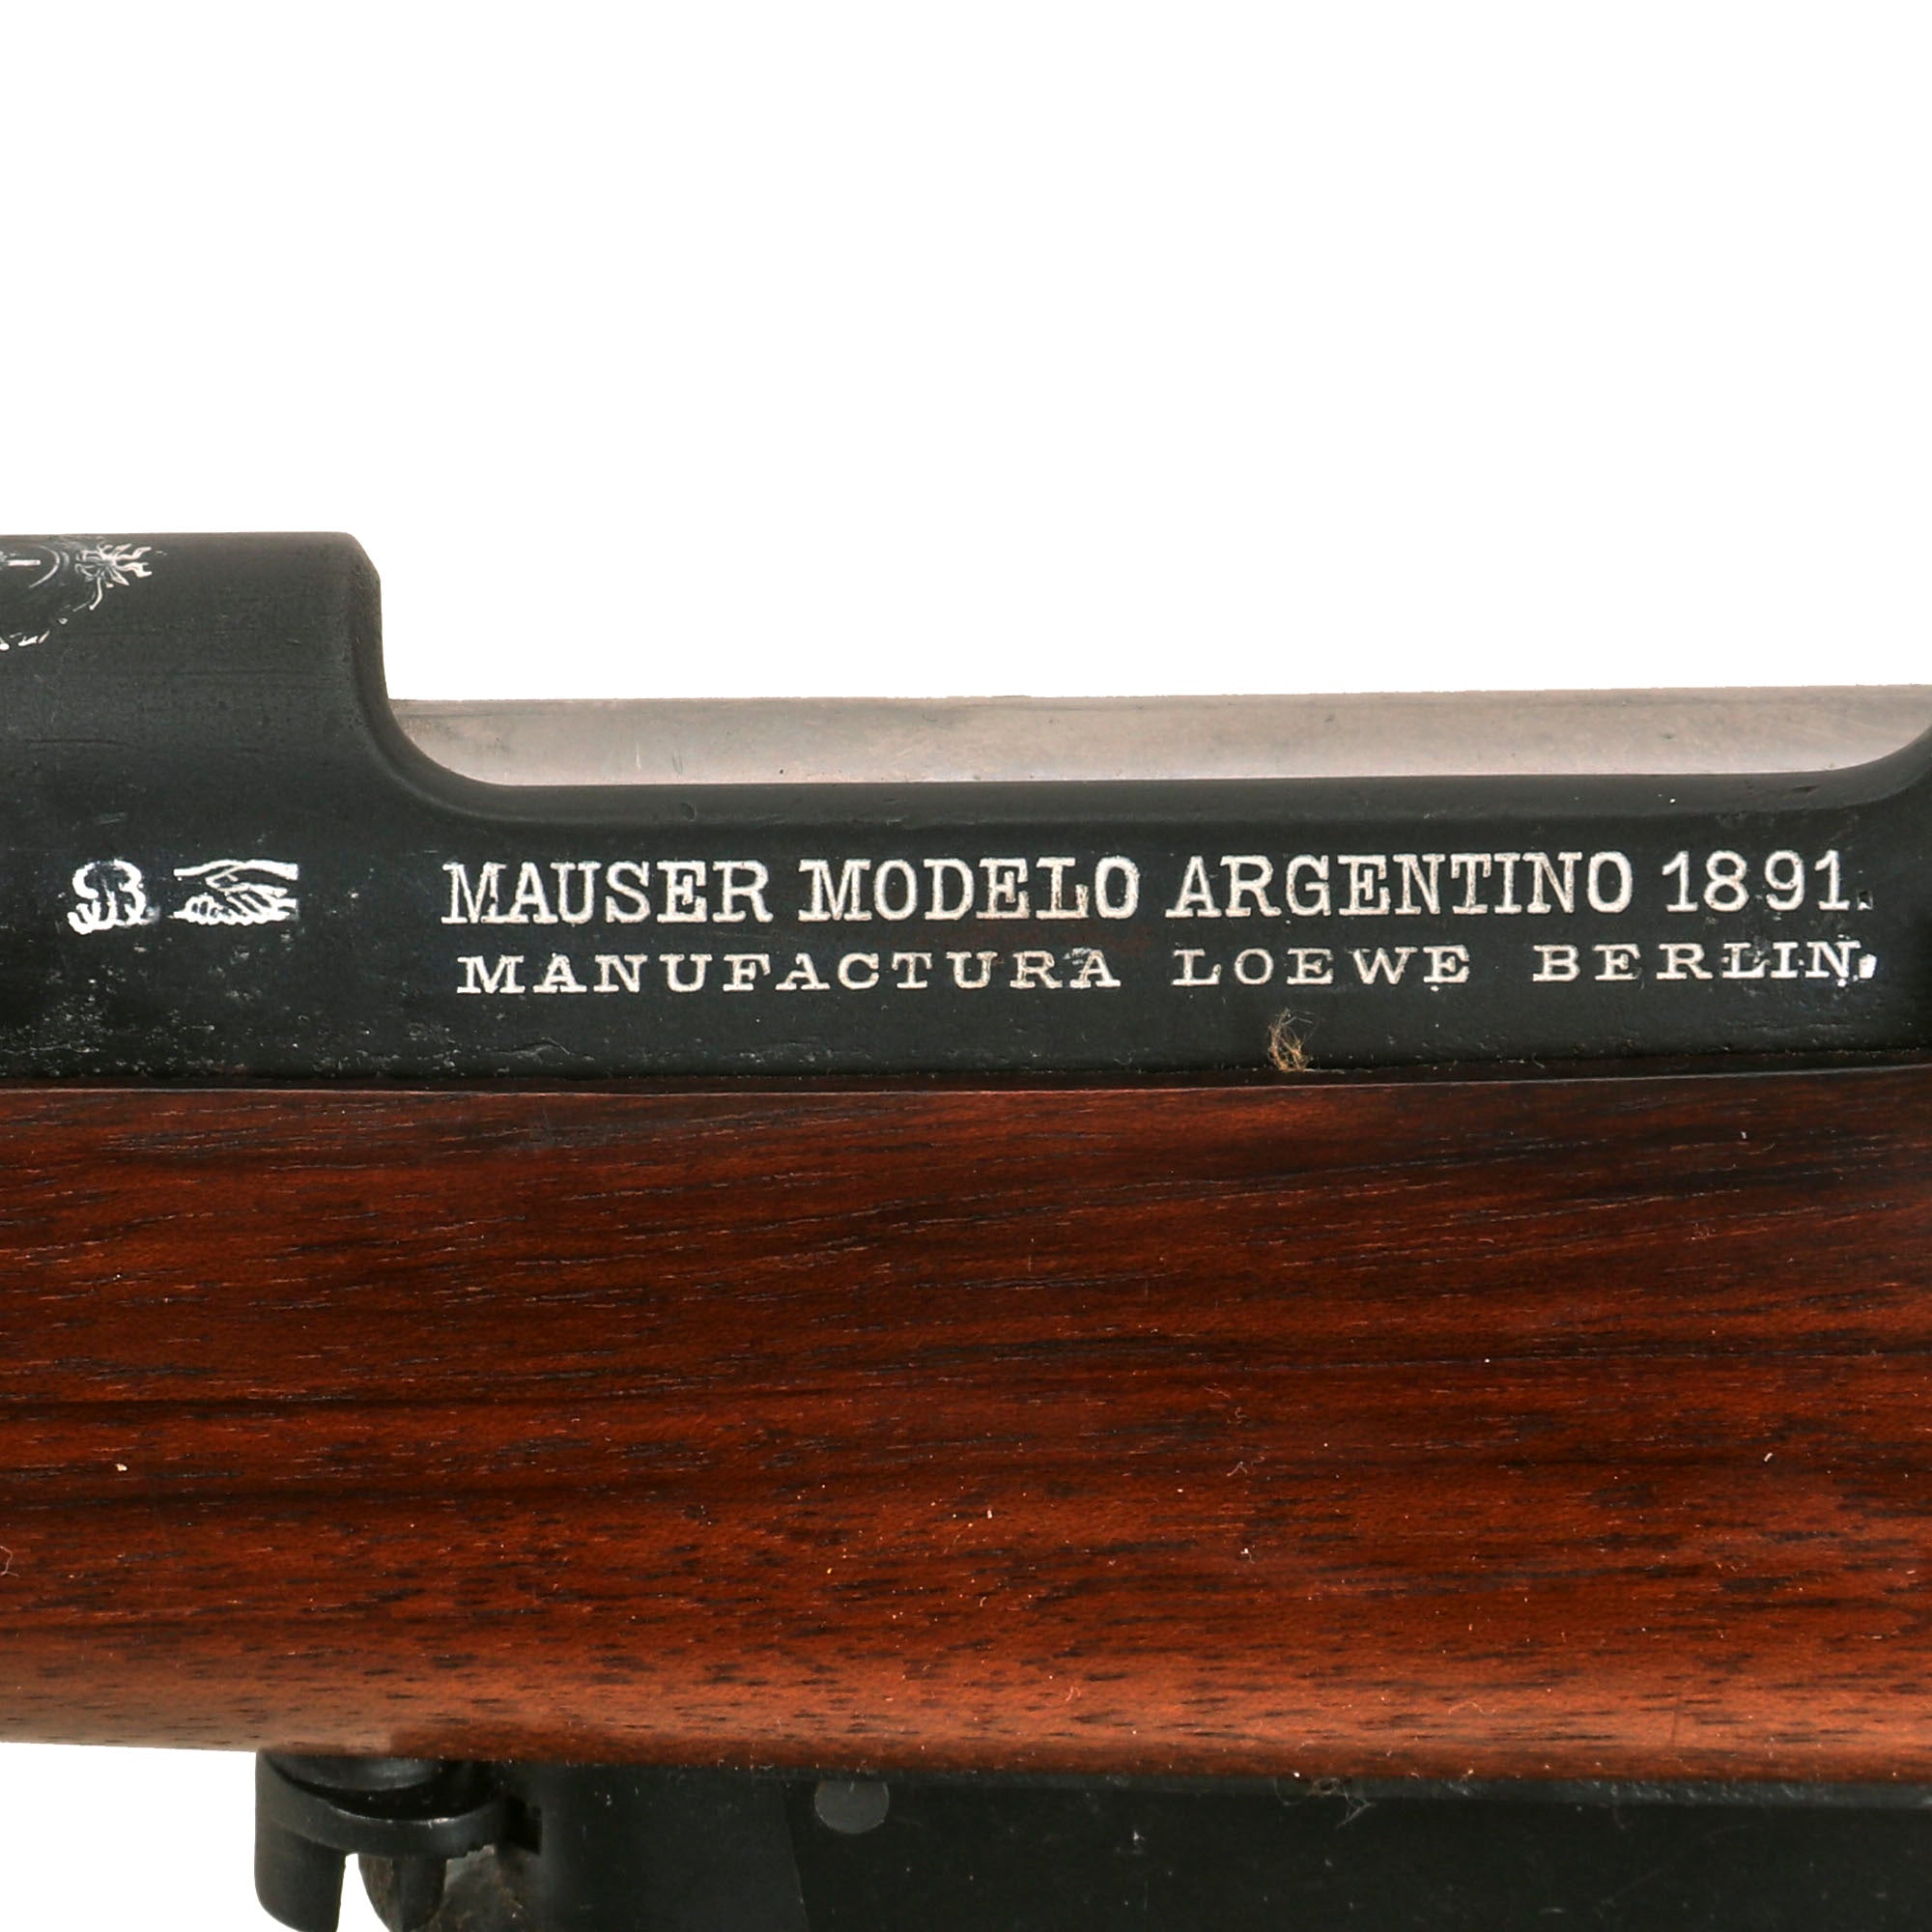 MAUSER MODELO ARGENTINO 1891.
MANUFACTURA LOEWE BERLIN.